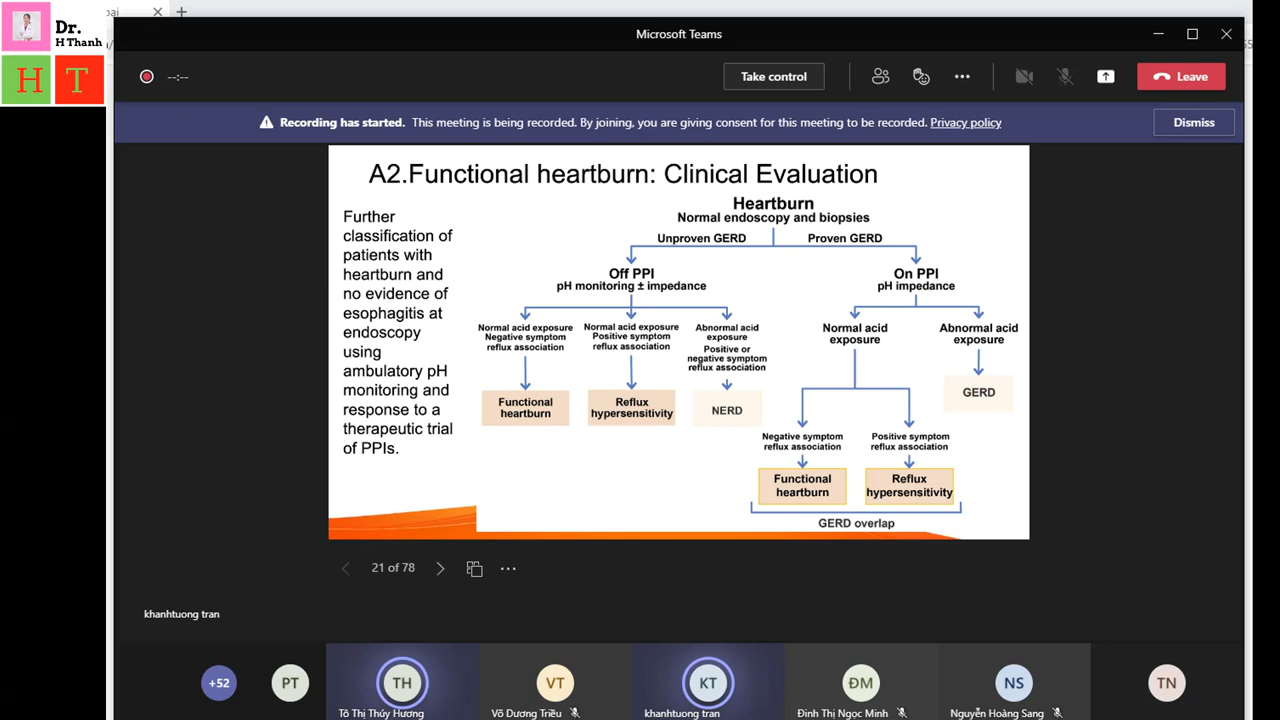 oai
Dr.
H Thanh
H T
Microsoft Teams
--:--
Take control
Leave
Recording has started. This meeting is being recorded. By joining, you are giving consent for this meeting to be recorded. Privacy policy
Dismiss
A2.Functional heartburn: Clinical Evaluation
Further
classification of
patients with
heartburn and
no evidence of
esophagitis at
endoscopy
using
ambulatory pH
monitoring and
response to a
therapeutic trial
of PPIs.
Heartburn
Normal endoscopy and biopsies
Unproven GERD
Proven GERD
Off PPI
pH monitoring ± impedance
On PPI
pH impedance
Normal acid exposure
Negative symptom
reflux association
Normal acid exposure
Positive symptom
reflux association
Abnormal acid
exposure
Positive or
negative symptom
reflux association
Normal acid
exposure
Abnormal acid
exposure
Functional
heartburn
Reflux
hypersensitivity
NERD
GERD
Negative symptom
reflux association
Positive symptom
reflux association
Functional
heartburn
Reflux
hypersensitivity
GERD overlap
21 of 78
khanhtuong tran
+52
PT
TH
VT
KT
ĐM
NS
TN
Tô Thị Thúy Hương
Võ Dương Triều
khanhtuong tran
Đinh Thị Ngọc Minh
Nguyễn Hoàng Sang